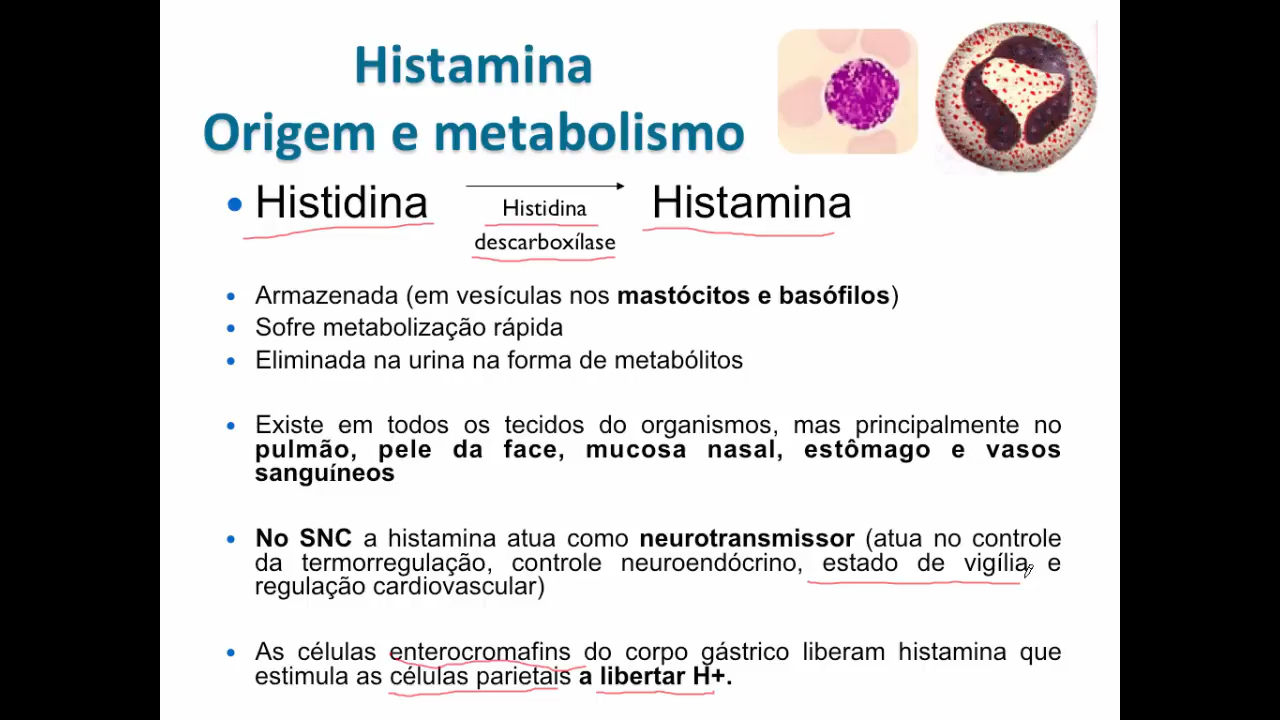 Histamina
Origem e metabolismo
• Histidina Histidina Histamina
descarboxílase
• Armazenada (em vesículas nos mastócitos e basófilos)
• Sofre metabolização rápida
• Eliminada na urina na forma de metabólitos
• Existe em todos os tecidos do organismos, mas principalmente no
pulmão, pele da face, mucosa nasal, estômago e vasos
sanguíneos
• No SNC a histamina atua como neurotransmissor (atua no controle
da termorregulação, controle neuroendócrino, estado de vigília e
regulação cardiovascular)
• As células enterocromafins do corpo gástrico liberam histamina que
estimula as células parietais a libertar H+.